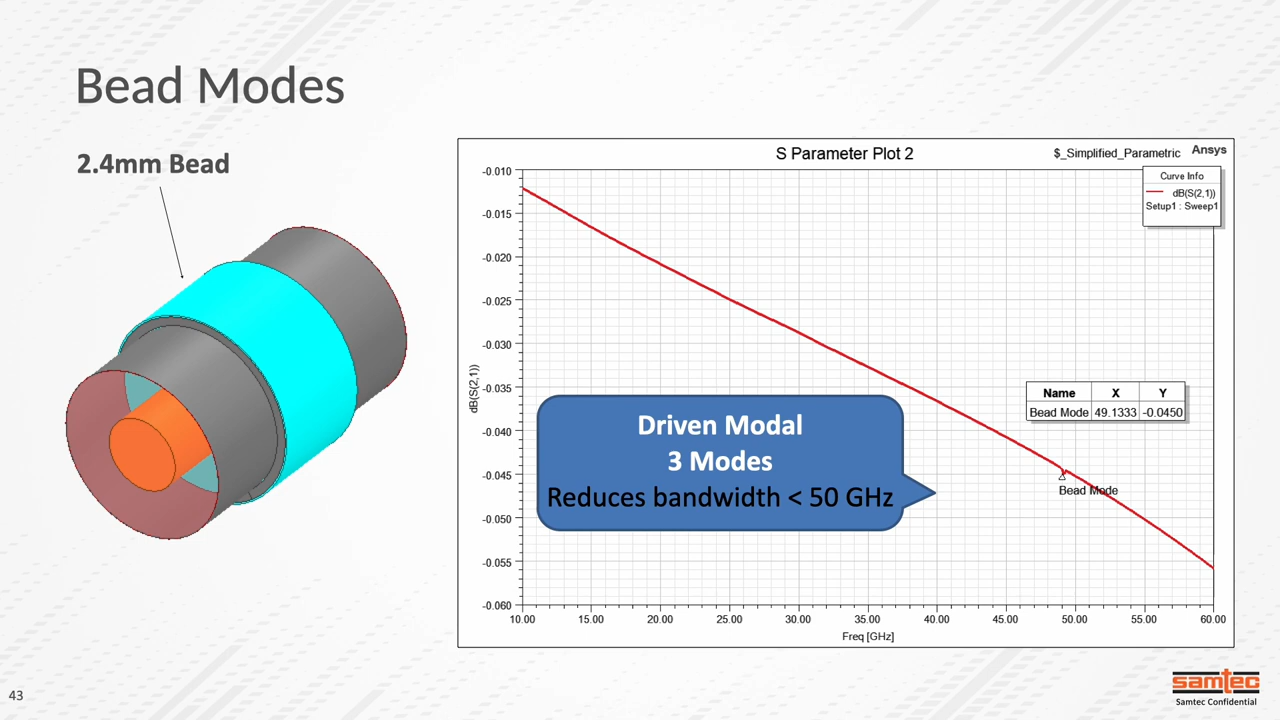 Bead Modes
2.4mm Bead
S Parameter Plot 2
$_Simplified_Parametric
Ansys
Curve Info
dB(S(2,1))
Setup1 : Sweep1
-0.010
-0.015
-0.020
-0.025
-0.030
-0.035
-0.040
-0.045
-0.050
-0.055
-0.060
dB(S(2,1))
Name X Y
Bead Mode 49.1333 -0.0450
Driven Modal
3 Modes
Reduces bandwidth < 50 GHz
Bead Mode
10.00 15.00 20.00 25.00 30.00 35.00 40.00 45.00 50.00 55.00 60.00
Freq [GHz]
43
samtec
Samtec Confidential